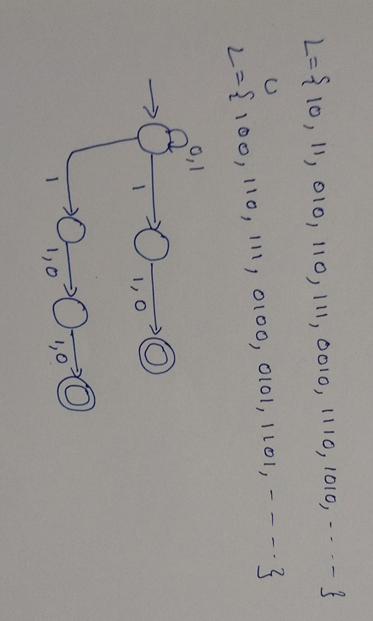 L={10, 11, 010, 110, 111, 0010, 1110, 1010, ...-}
U
L={100, 110, 111, 0100, 0101, 1101, ----}
0,1
1
1,0
1
1,0
1,0